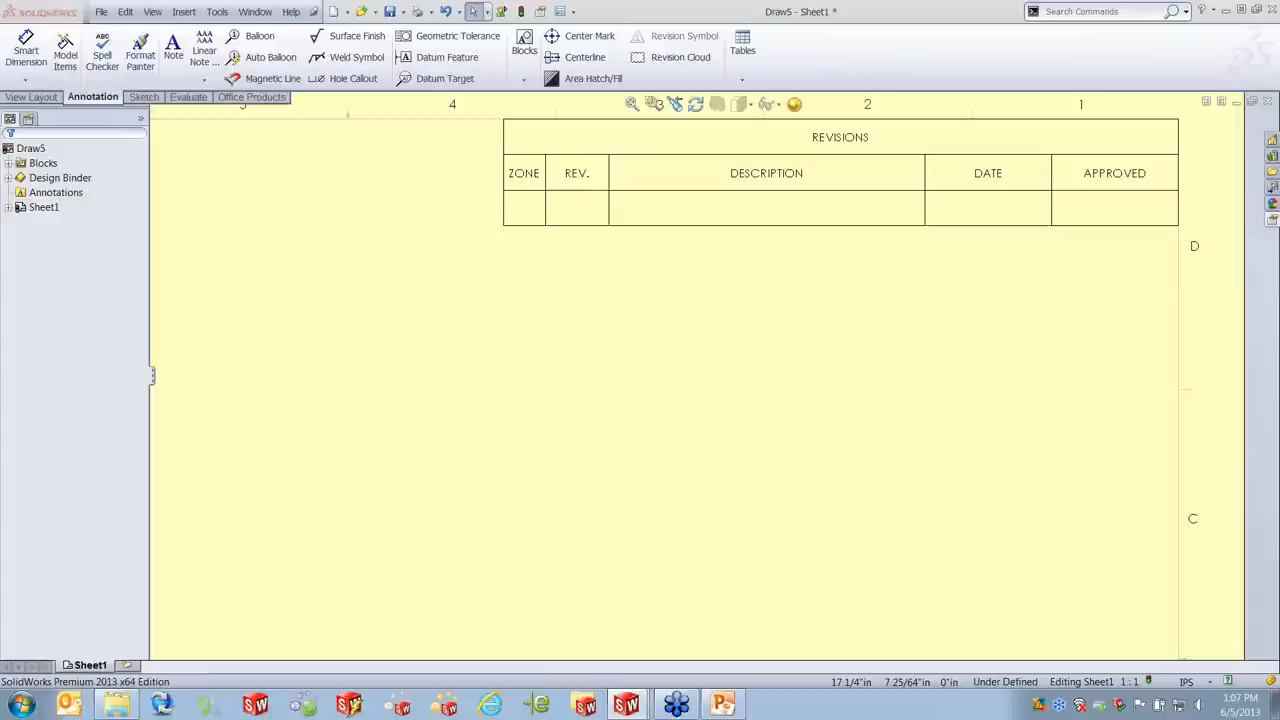 SOLIDWORKS File Edit View Insert Tools Window Help Draw5 - Sheet1 * Search Commands
Smart Dimension
Model Items
Spell Checker
Format Painter
Note
Linear Note ...
Balloon
Auto Balloon
Magnetic Line
Surface Finish
Weld Symbol
Hole Callout
Geometric Tolerance
Datum Feature
Datum Target
Blocks
Center Mark
Centerline
Area Hatch/Fill
Revision Symbol
Revision Cloud
Tables
View Layout Annotation Sketch Evaluate Office Products
4 2 1
Draw5
Blocks
Design Binder
Annotations
Sheet1
REVISIONS
ZONE REV. DESCRIPTION DATE APPROVED
D
C
Sheet1
SolidWorks Premium 2013 x64 Edition 17 1/4"in 7 25/64"in 0"in Under Defined Editing Sheet1 1 : 1 IPS
1:07 PM
6/5/2013